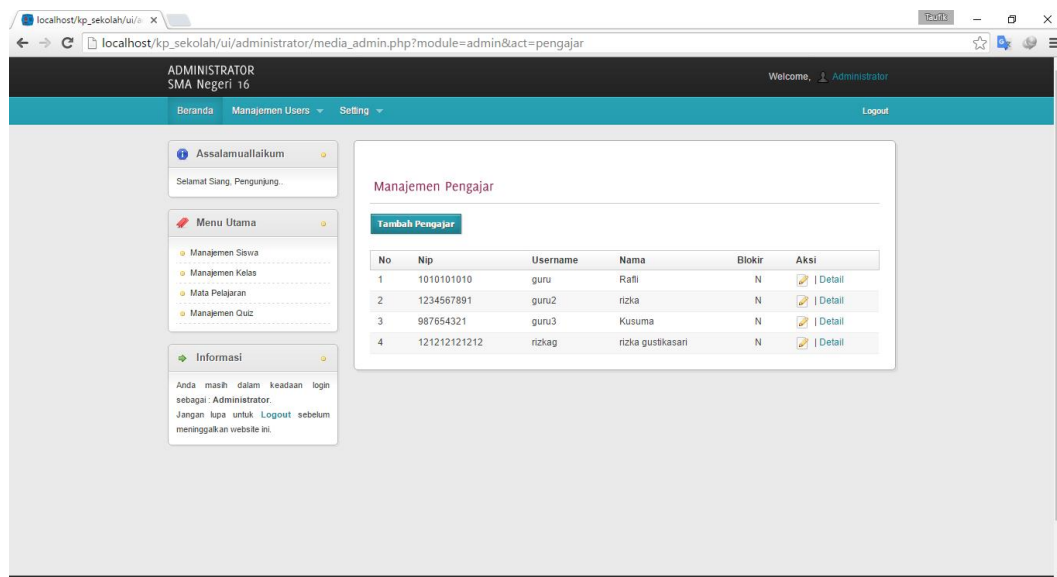 localhost/kp_sekolah/ui/a
Taufik
localhost/kp_sekolah/ui/administrator/media_admin.php?module=admin&act=pengajar
ADMINISTRATOR
SMA Negeri 16
Welcome, Administrator
Beranda Manajemen Users Setting Logout
Assalamuallaikum
Selamat Siang, Pengunjung..
Menu Utama
Manajemen Siswa
Manajemen Kelas
Mata Pelajaran
Manajemen Quiz
Informasi
Anda masih dalam keadaan login
sebagai : Administrator.
Jangan lupa untuk Logout sebelum
meninggalkan website ini.
Manajemen Pengajar
Tambah Pengajar
No Nip Username Nama Blokir Aksi
1 1010101010 guru Rafli N | Detail
2 1234567891 guru2 rizka N | Detail
3 987654321 guru3 Kusuma N | Detail
4 121212121212 rizkag rizka gustikasari N | Detail